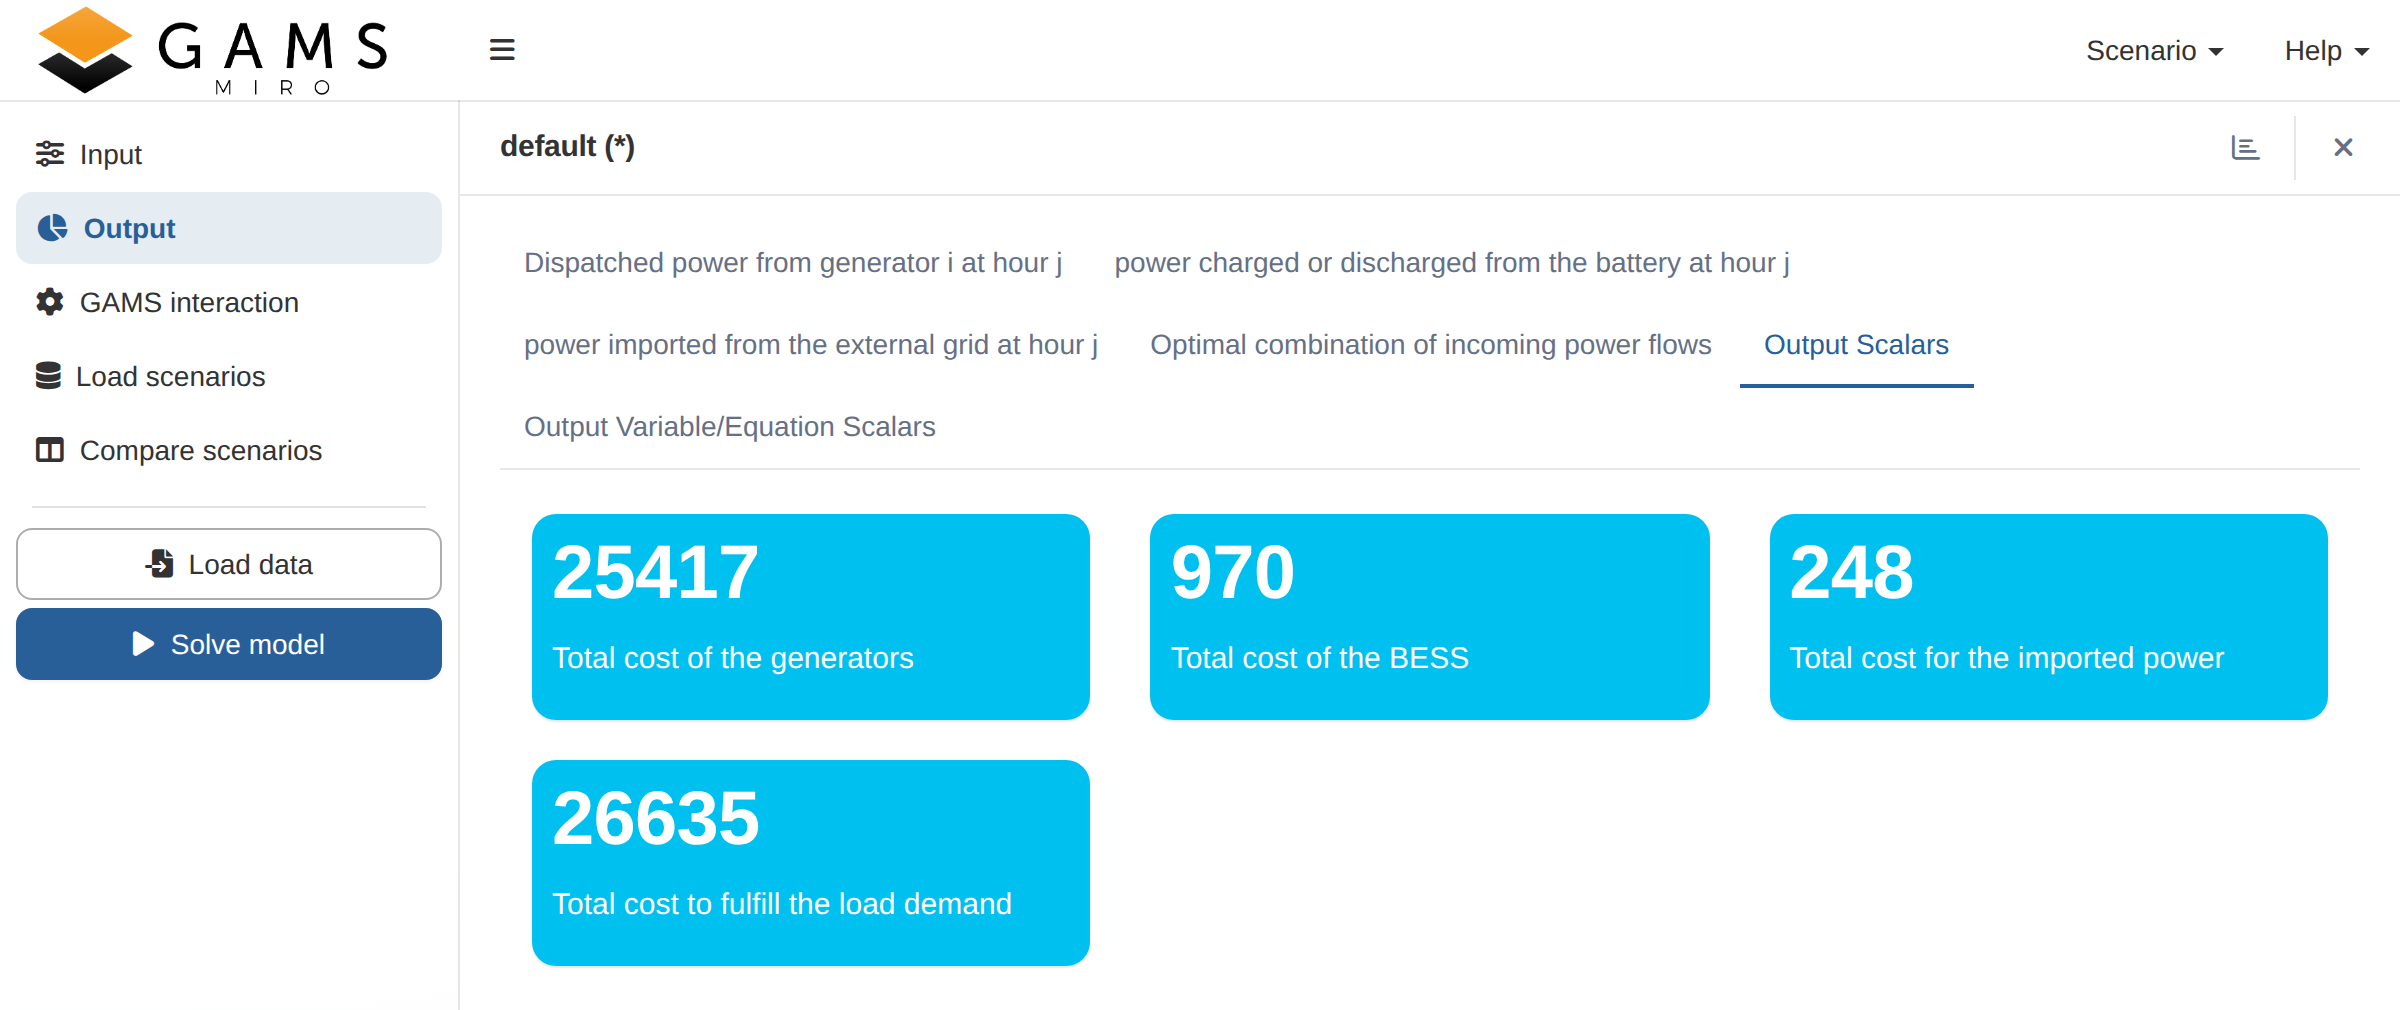 GAMS
MIRO
Scenario
Help
Input
Output
GAMS interaction
Load scenarios
Compare scenarios
Load data
Solve model
default (*)
Dispatched power from generator i at hour j
power charged or discharged from the battery at hour j
power imported from the external grid at hour j
Optimal combination of incoming power flows
Output Scalars
Output Variable/Equation Scalars
25417
Total cost of the generators
970
Total cost of the BESS
248
Total cost for the imported power
26635
Total cost to fulfill the load demand